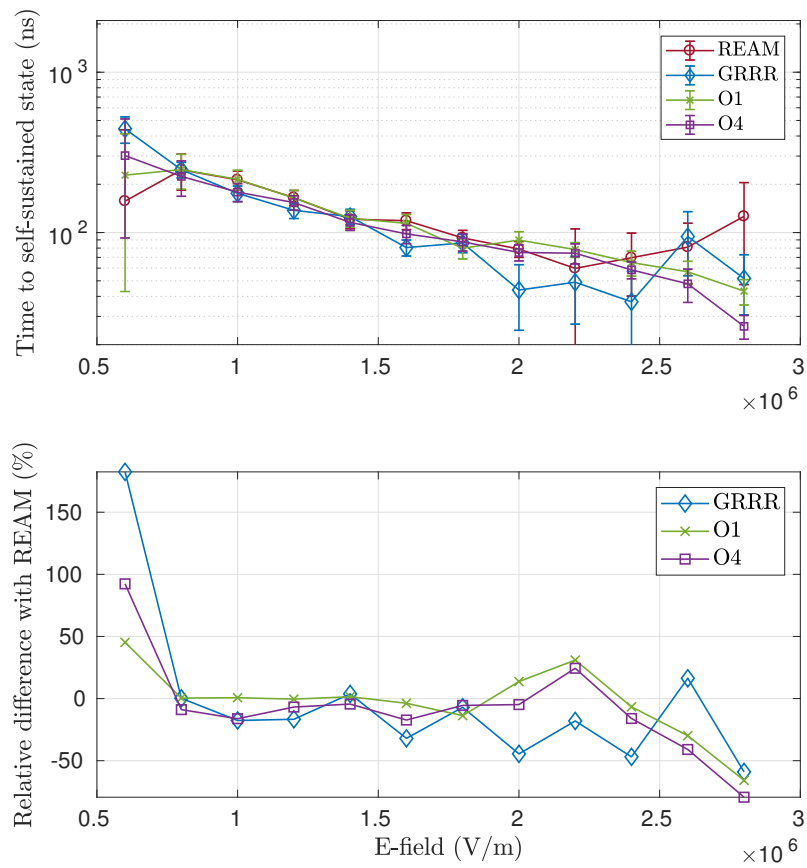 Time to self-sustained state (ns)
10^3
10^2
REAM
GRRR
O1
O4
0.5 1 1.5 2 2.5 3
×10^6
Relative difference with REAM (%)
150
100
50
0
-50
GRRR
O1
O4
0.5 1 1.5 2 2.5 3
E-field (V/m)
×10^6